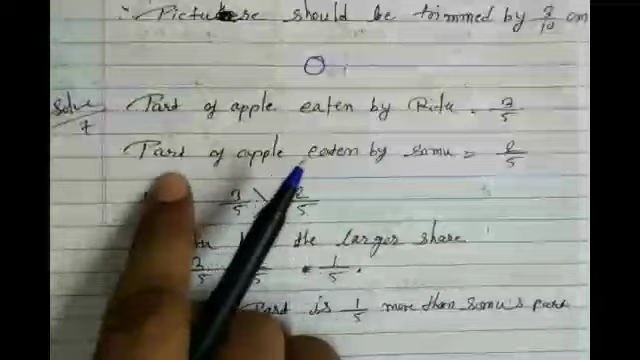 ∴ Picture should be trimmed by 3/10 cm
Solve
7
Part of apple eaten by Ritu = 3/5
Part of apple eaten by Somu = 2/5
3/5 > 2/5
the larger share
3/5 = 1/5.
Part is 1/5 more than Somu's part